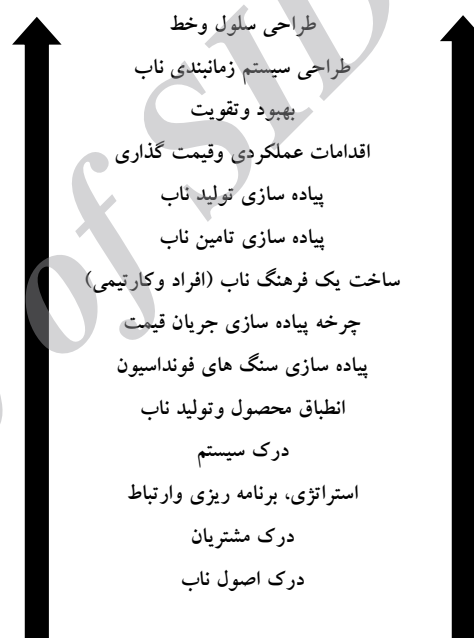 طراحی سلول وخط
طراحی سیستم زمانبندی ناب
بهبود وتقویت
اقدامات عملکردی وقیمت گذاری
پیاده سازی تولید ناب
پیاده سازی تامین ناب
ساخت یک فرهنگ ناب (افراد وکارتیمی)
چرخه پیاده سازی جریان قیمت
پیاده سازی سنگ های فونداسیون
انطباق محصول وتولید ناب
درک سیستم
استراتژی، برنامه ریزی وارتباط
درک مشتریان
درک اصول ناب
of SID